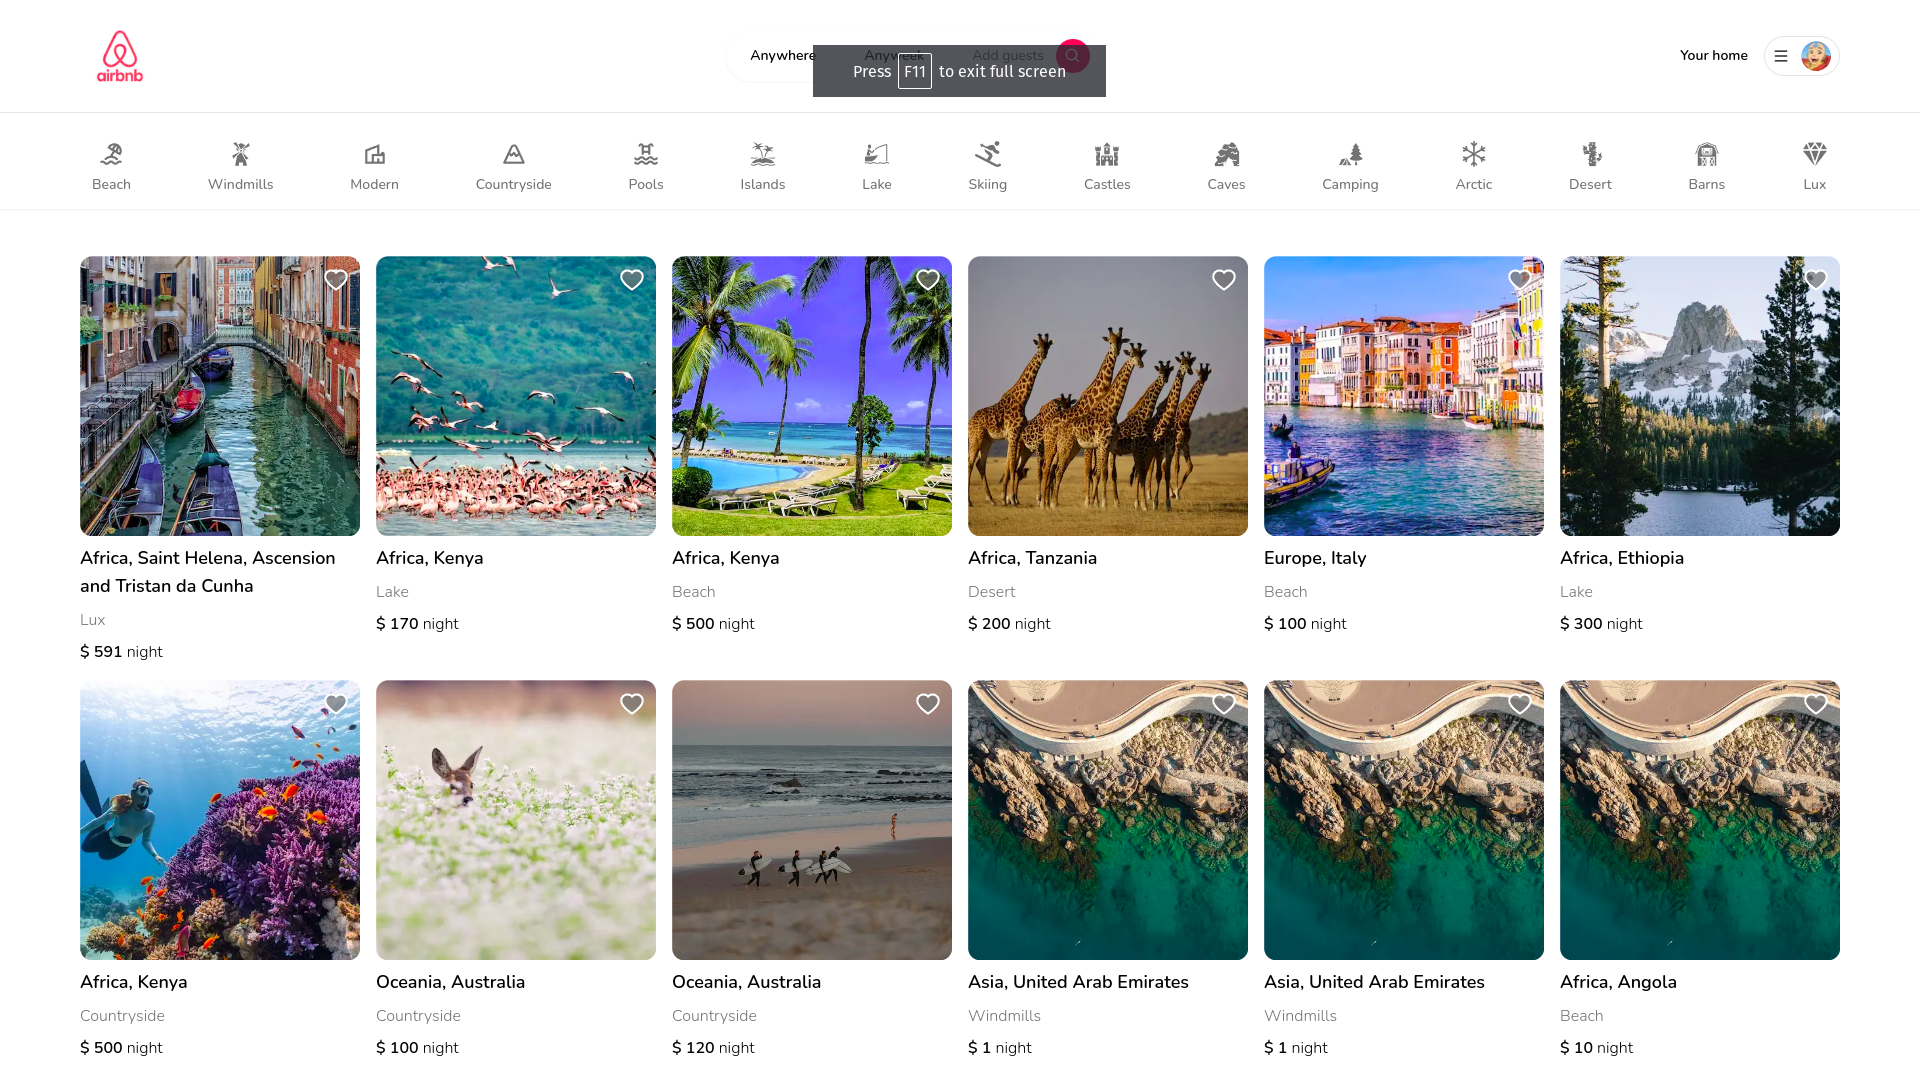 airbnb
Anywhere
Anyweek
Add guests
Press F11 to exit full screen
Your home
Beach
Windmills
Modern
Countryside
Pools
Islands
Lake
Skiing
Castles
Caves
Camping
Arctic
Desert
Barns
Lux
Africa, Saint Helena, Ascension
and Tristan da Cunha
Lux
$ 591 night
Africa, Kenya
Lake
$ 170 night
Africa, Kenya
Beach
$ 500 night
Africa, Tanzania
Desert
$ 200 night
Europe, Italy
Beach
$ 100 night
Africa, Ethiopia
Lake
$ 300 night
Africa, Kenya
Countryside
$ 500 night
Oceania, Australia
Countryside
$ 100 night
Oceania, Australia
Countryside
$ 120 night
Asia, United Arab Emirates
Windmills
$ 1 night
Asia, United Arab Emirates
Windmills
$ 1 night
Africa, Angola
Beach
$ 10 night